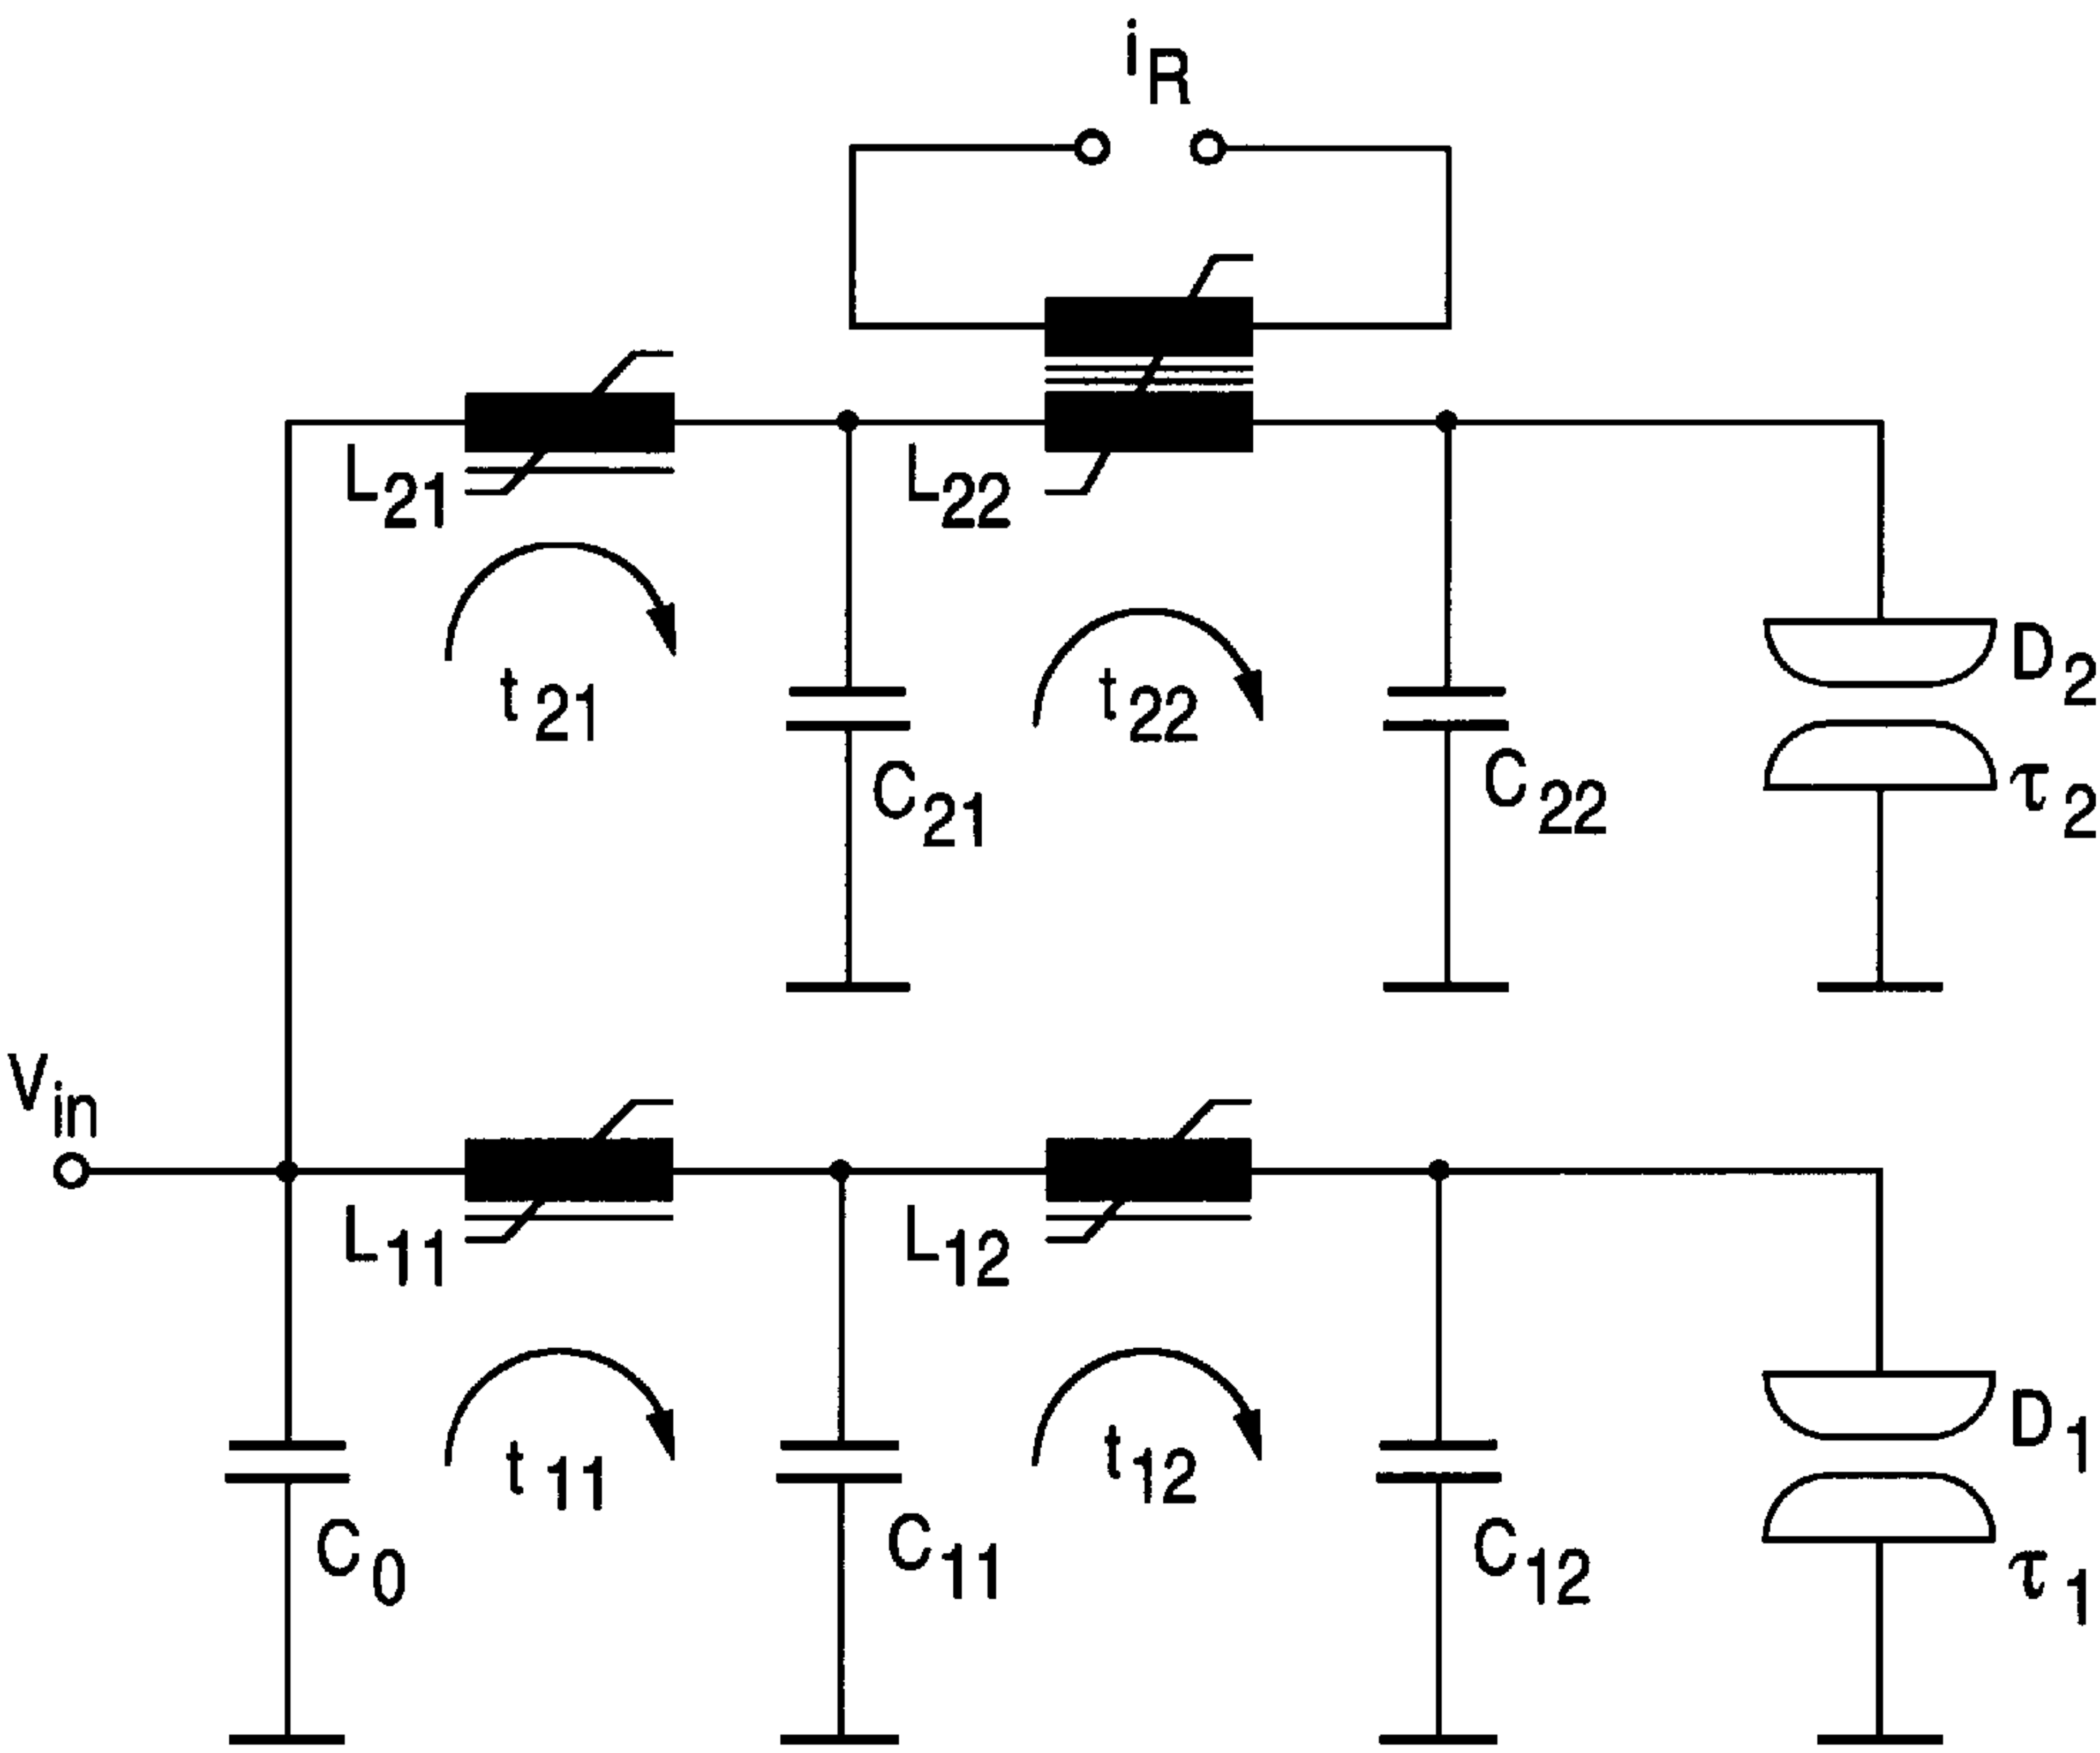 iR
L21
L22
t21
t22
D2
τ2
C21
C22
Vin
L11
L12
t11
t12
D1
τ1
C0
C11
C12